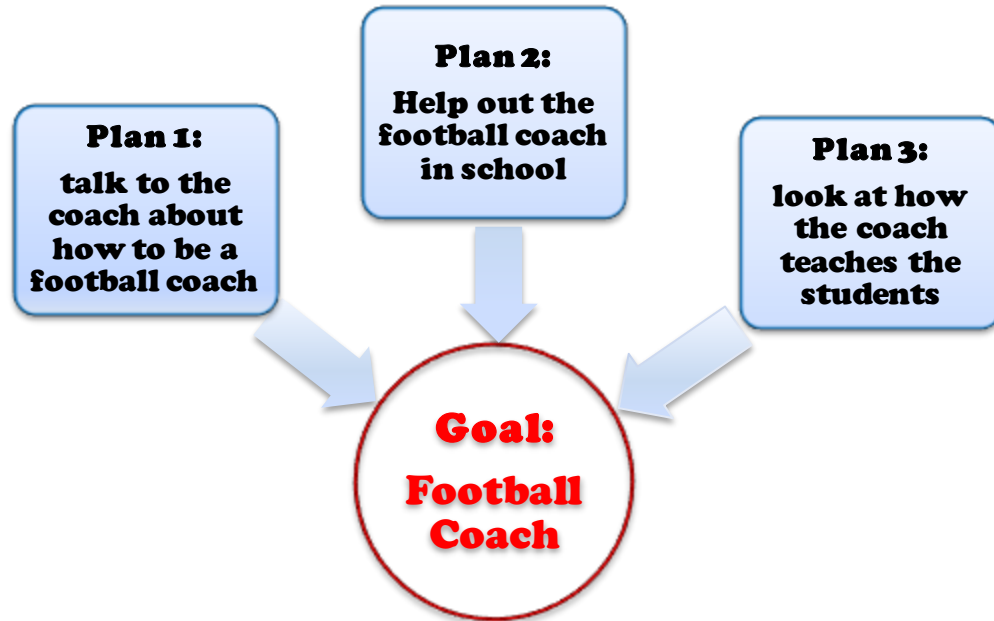 Plan 1:
talk to the
coach about
how to be a
football coach
Plan 2:
Help out the
football coach
in school
Plan 3:
look at how
the coach
teaches the
students
Goal:
Football
Coach